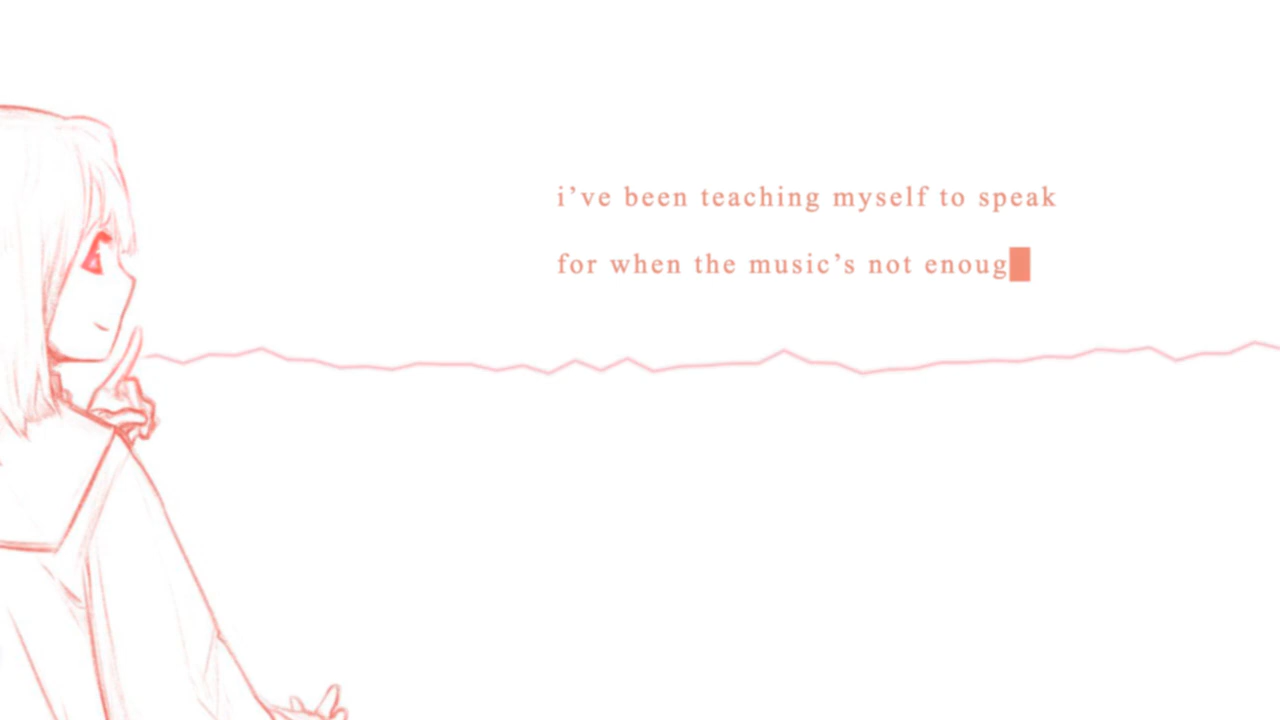 i’ve been teaching myself to speak
for when the music’s not enoug